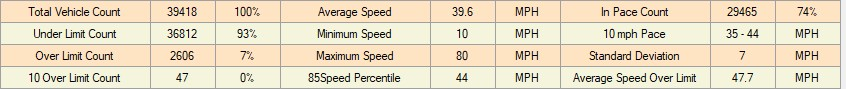 Total Vehicle Count 39418 100% Average Speed 39.6 MPH In Pace Count 29465 74%
Under Limit Count 36812 93% Minimum Speed 10 MPH 10 mph Pace 35 - 44 MPH
Over Limit Count 2606 7% Maximum Speed 80 MPH Standard Deviation 7 MPH
10 Over Limit Count 47 0% 85Speed Percentile 44 MPH Average Speed Over Limit 47.7 MPH